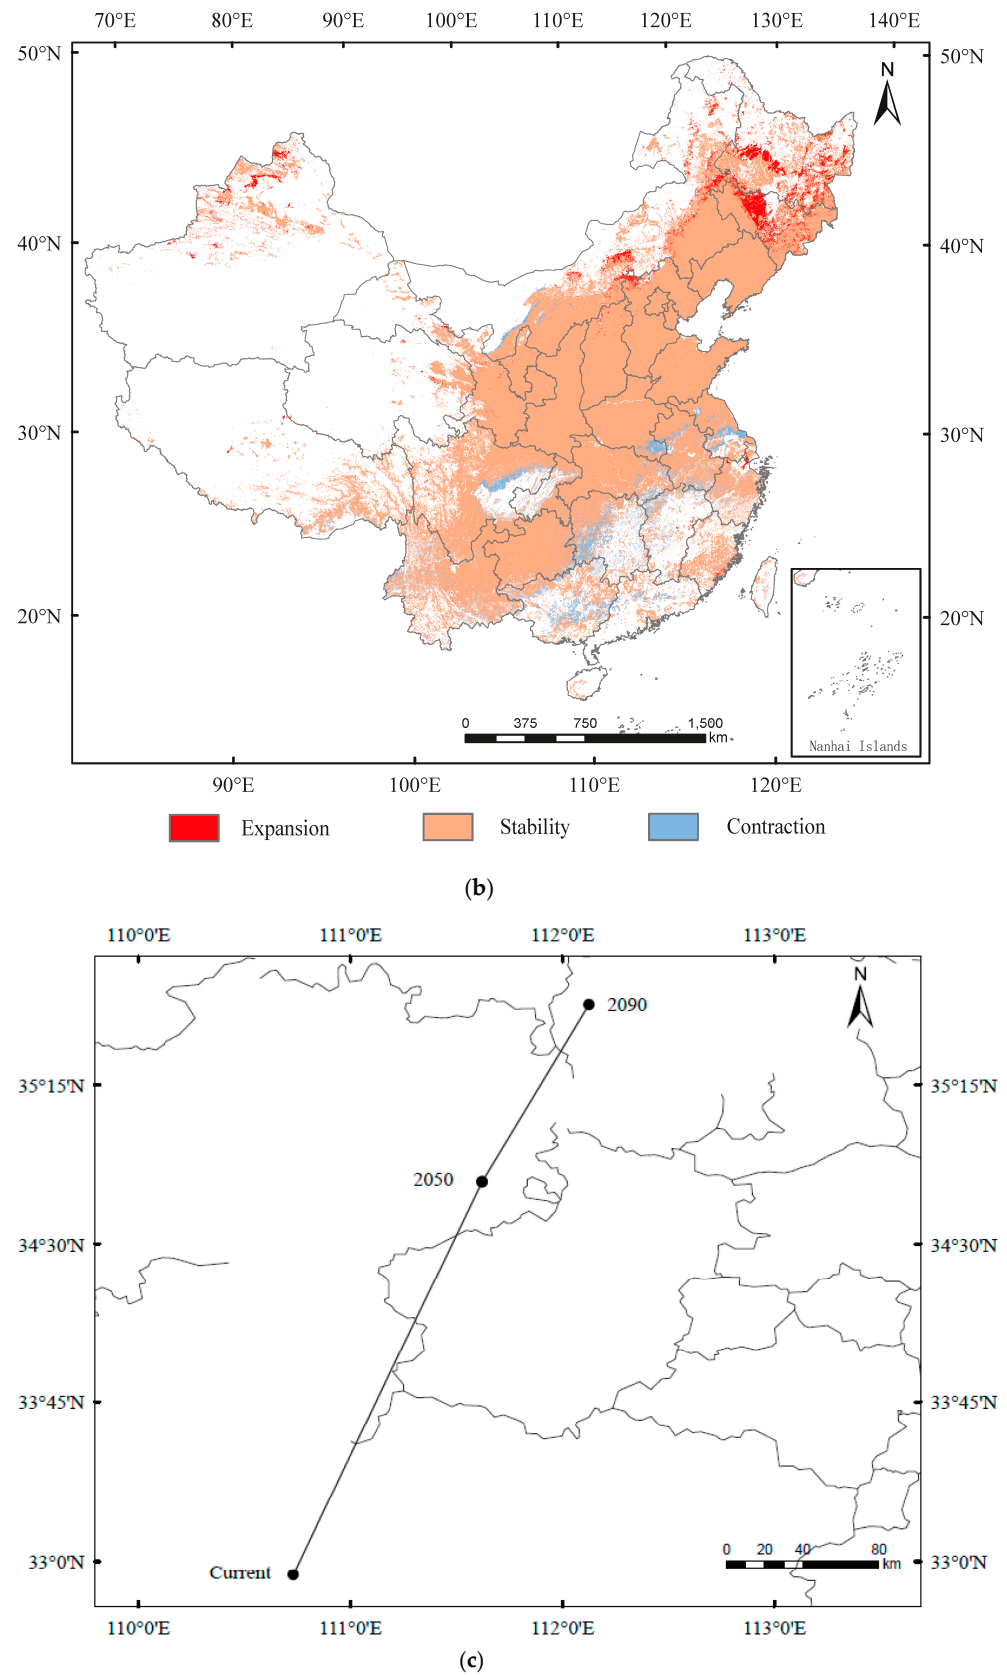 70°E 80°E 90°E 100°E 110°E 120°E 130°E 140°E
50°N 50°N
N
40°N 40°N
30°N 30°N
20°N 20°N
0 375 750 1,500
km
Nanhai Islands
90°E 100°E 110°E 120°E
Expansion Stability Contraction
(b)
110°0'E 111°0'E 112°0'E 113°0'E
N
2090
35°15'N 35°15'N
2050
34°30'N 34°30'N
33°45'N 33°45'N
0 20 40 80
km
33°0'N 33°0'N
Current
110°0'E 111°0'E 112°0'E 113°0'E
(c)